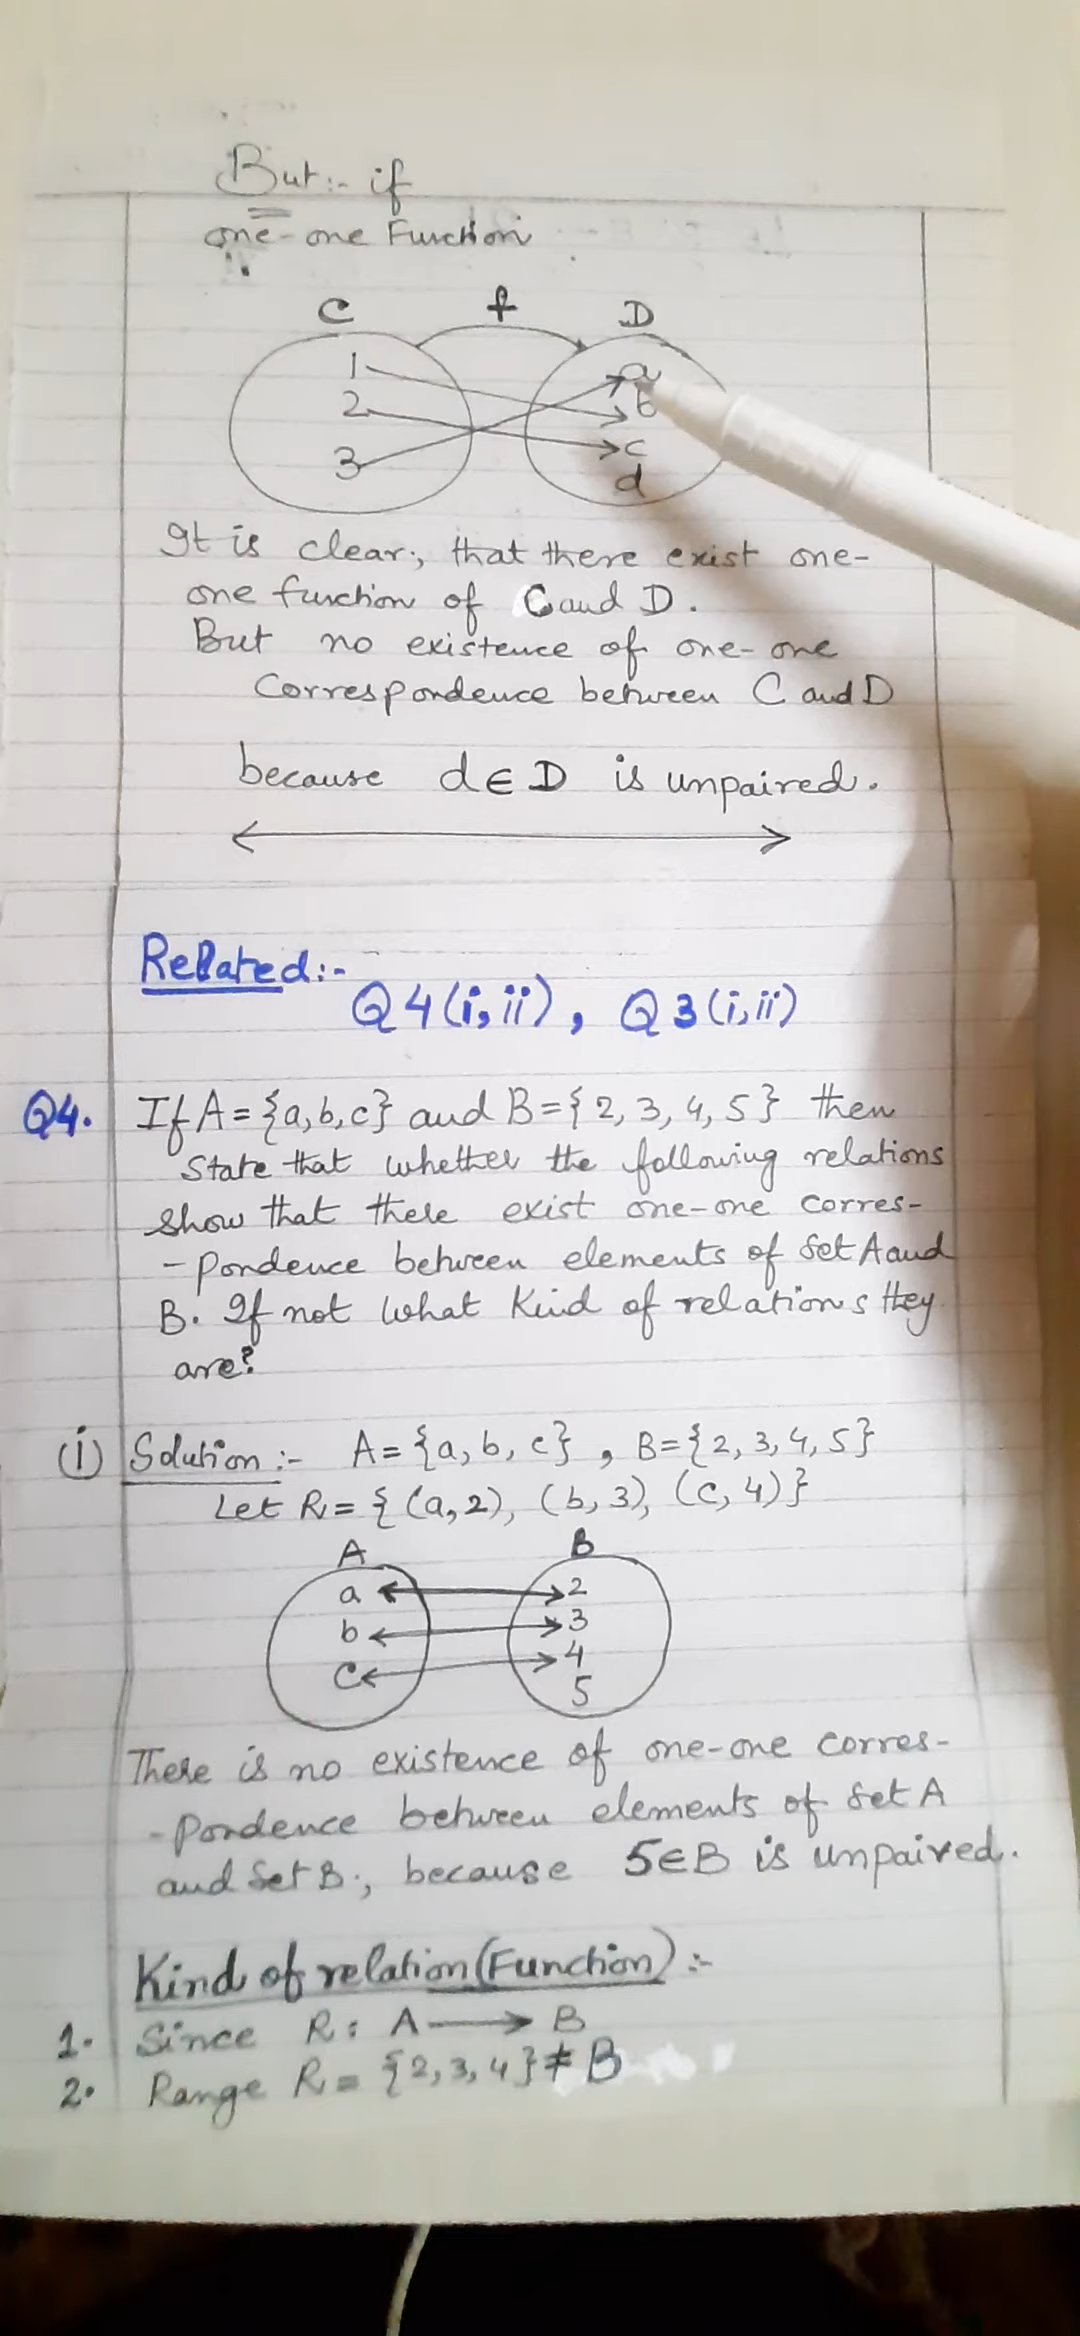 But:- if
one-one Function
C f D
1 a
2 b
3 c
d
It is clear, that there exist one-
one function of C and D.
But no existence of one-one
Correspondence between C and D
because d∈D is unpaired.
Related:-
Q4(i,ii), Q3(i,ii)
Q4. If A={a,b,c} and B={2,3,4,5} then
State that whether the following relations
show that there exist one-one corres-
-pondence between elements of set A and
B. If not what Kind of relations they
are?
(i) Solution:- A={a,b,c}, B={2,3,4,5}
Let R={(a,2), (b,3), (c,4)}
A B
a 2
b 3
c 4
5
There is no existence of one-one corres-
-pondence between elements of set A
and Set B., because 5∈B is unpaired.
Kind of relation(Function):-
1. Since R: A ⟶ B
2. Range R = {2,3,4} ≠ B